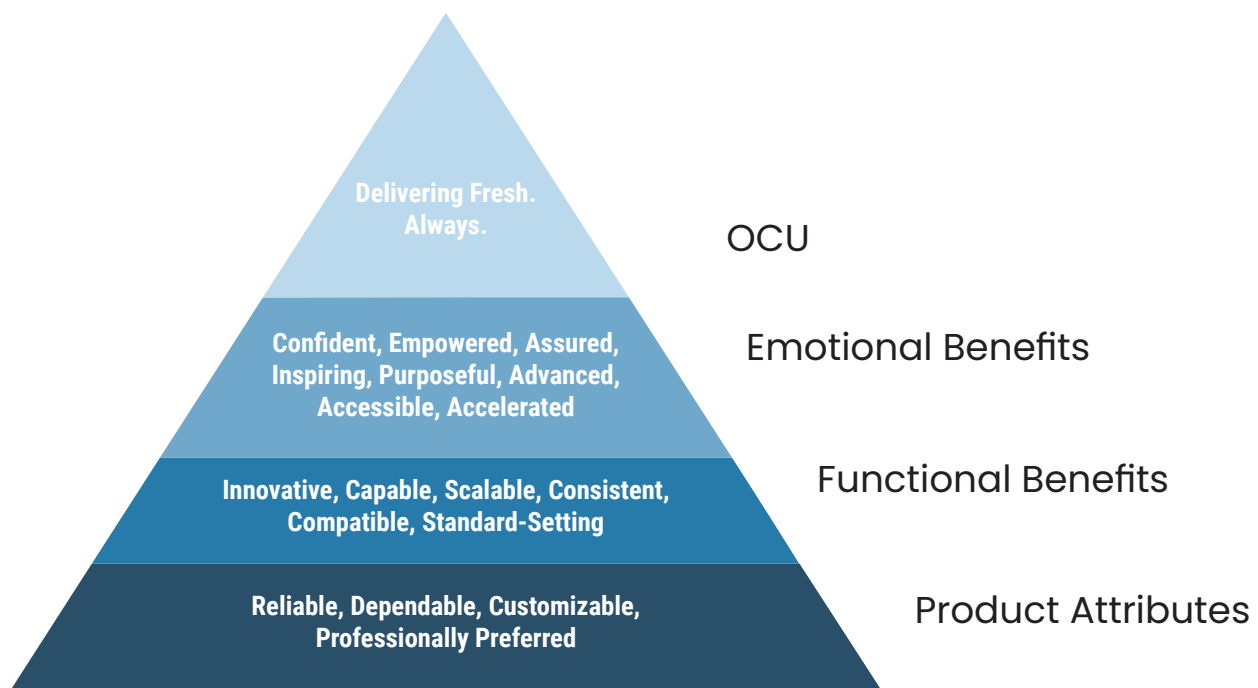 Delivering Fresh.
Always.
OCU
Confident, Empowered, Assured,
Inspiring, Purposeful, Advanced,
Accessible, Accelerated
Emotional Benefits
Innovative, Capable, Scalable, Consistent,
Compatible, Standard-Setting
Functional Benefits
Reliable, Dependable, Customizable,
Professionally Preferred
Product Attributes